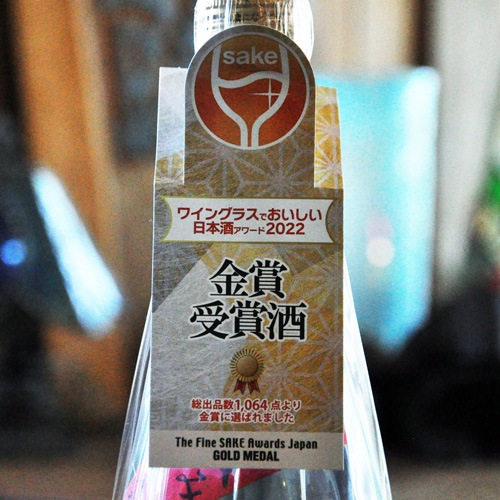 sake
ワイングラスでおいしい
日本酒アワード2022
金賞
受賞酒
総出品数1,064点より
金賞に選ばれました
The Fine SAKE Awards Japan
GOLD MEDAL